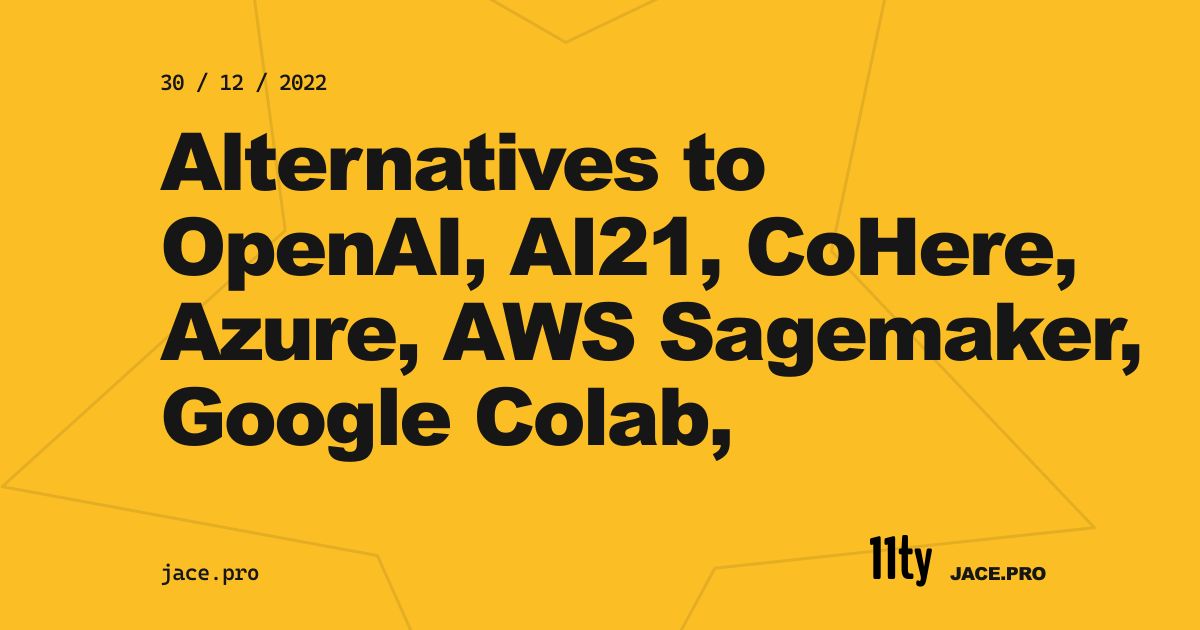 30 / 12 / 2022
Alternatives to
OpenAI, AI21, CoHere,
Azure, AWS Sagemaker,
Google Colab,
jace.pro
11ty JACE.PRO